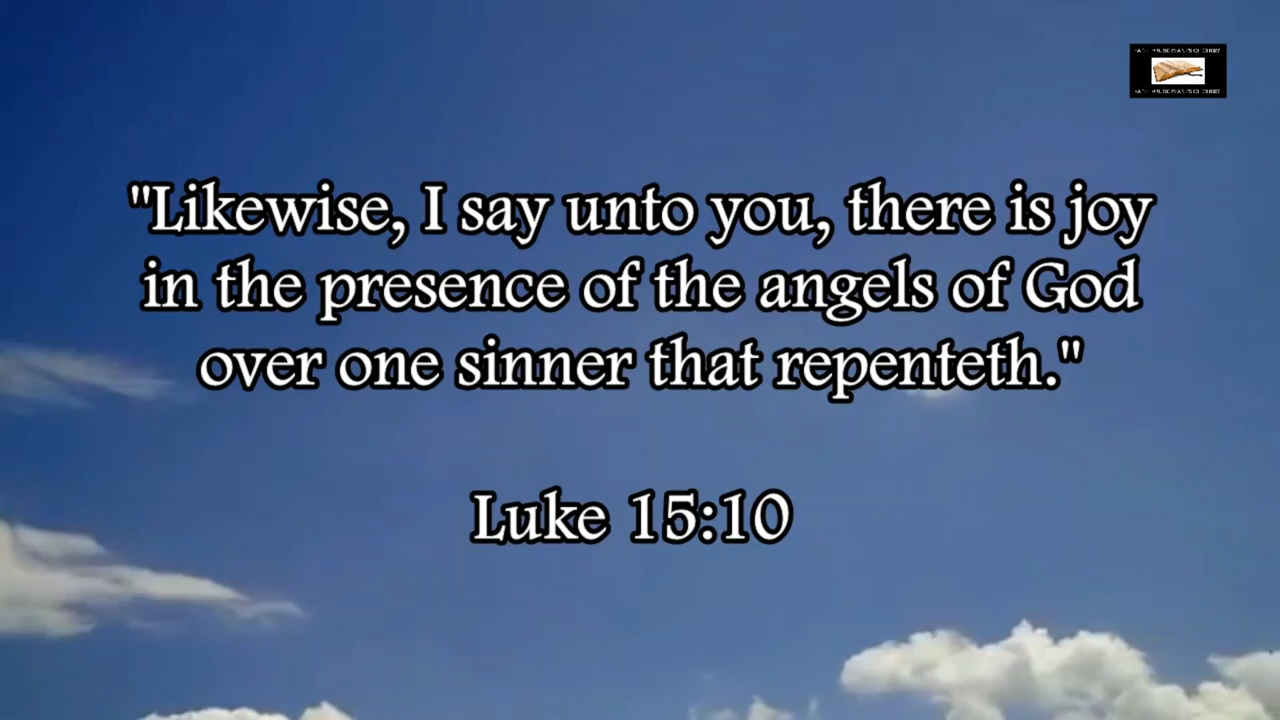 "Likewise, I say unto you, there is joy
in the presence of the angels of God
over one sinner that repenteth."
Luke 15:10